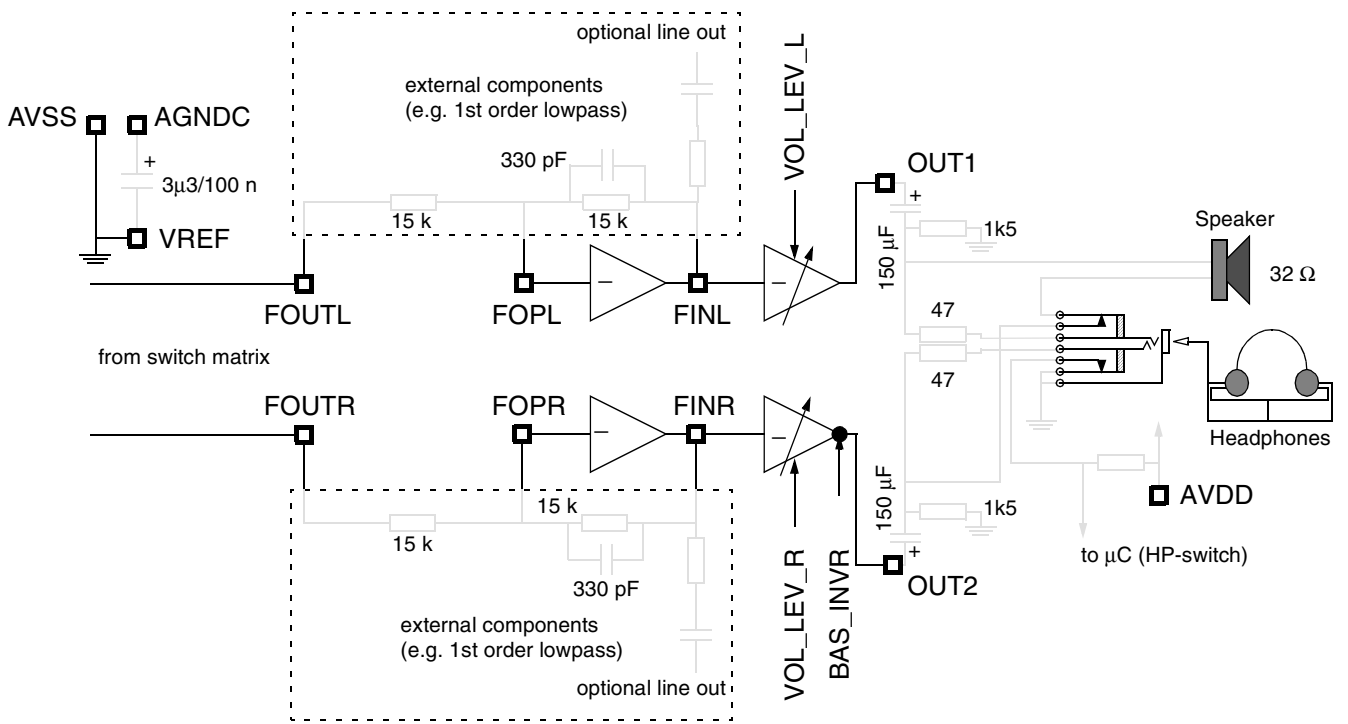 optional line out
external components
(e.g. 1st order lowpass)
VOL_LEV_L
AVSS
AGNDC
+
3µ3/100 n
VREF
330 pF
15 k
15 k
OUT1
+
1k5
150 µF
Speaker
32 Ω
FOUTL
FOPL
FINL
−
−
47
from switch matrix
47
FOUTR
FOPR
FINR
−
−
Headphones
15 k
15 k
330 pF
150 µF
1k5
+
AVDD
to µC (HP-switch)
OUT2
VOL_LEV_R
BAS_INVR
external components
(e.g. 1st order lowpass)
optional line out